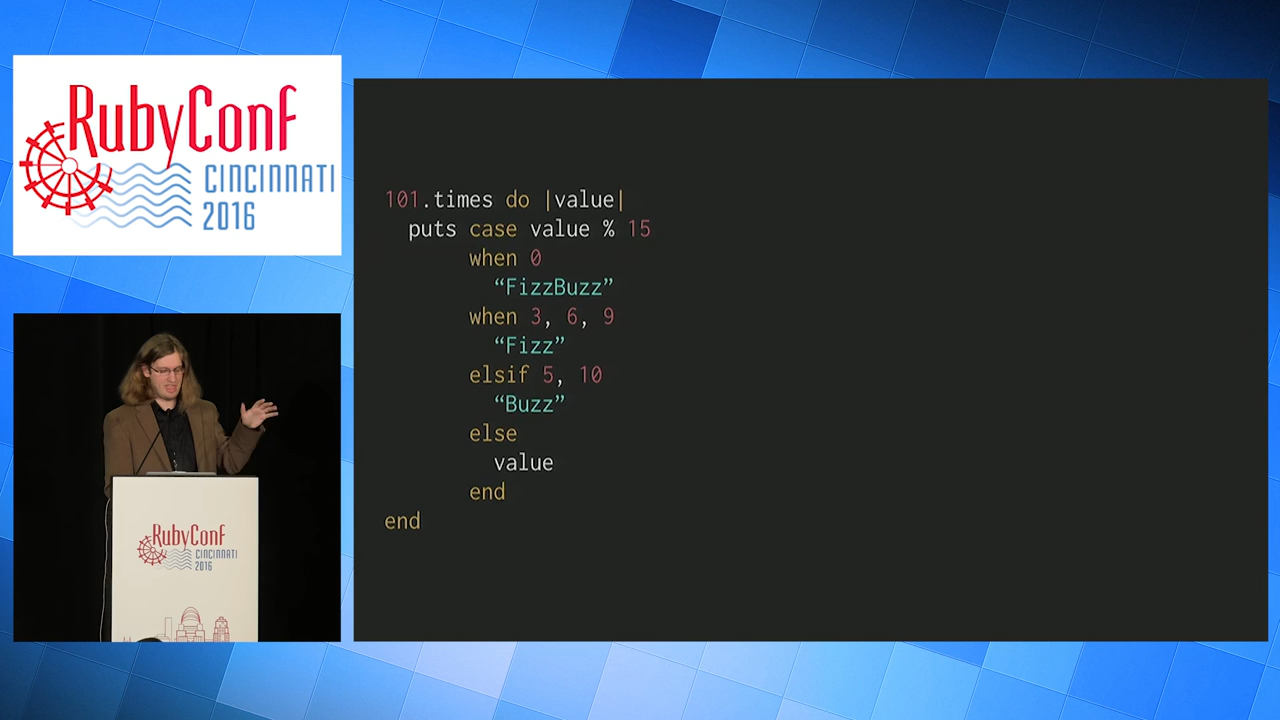 RubyConf
CINCINNATI
2016
101.times do |value|
  puts case value % 15
       when 0
         “FizzBuzz”
       when 3, 6, 9
         “Fizz”
       elsif 5, 10
         “Buzz”
       else
         value
       end
end
RubyConf
CINCINNATI
2016